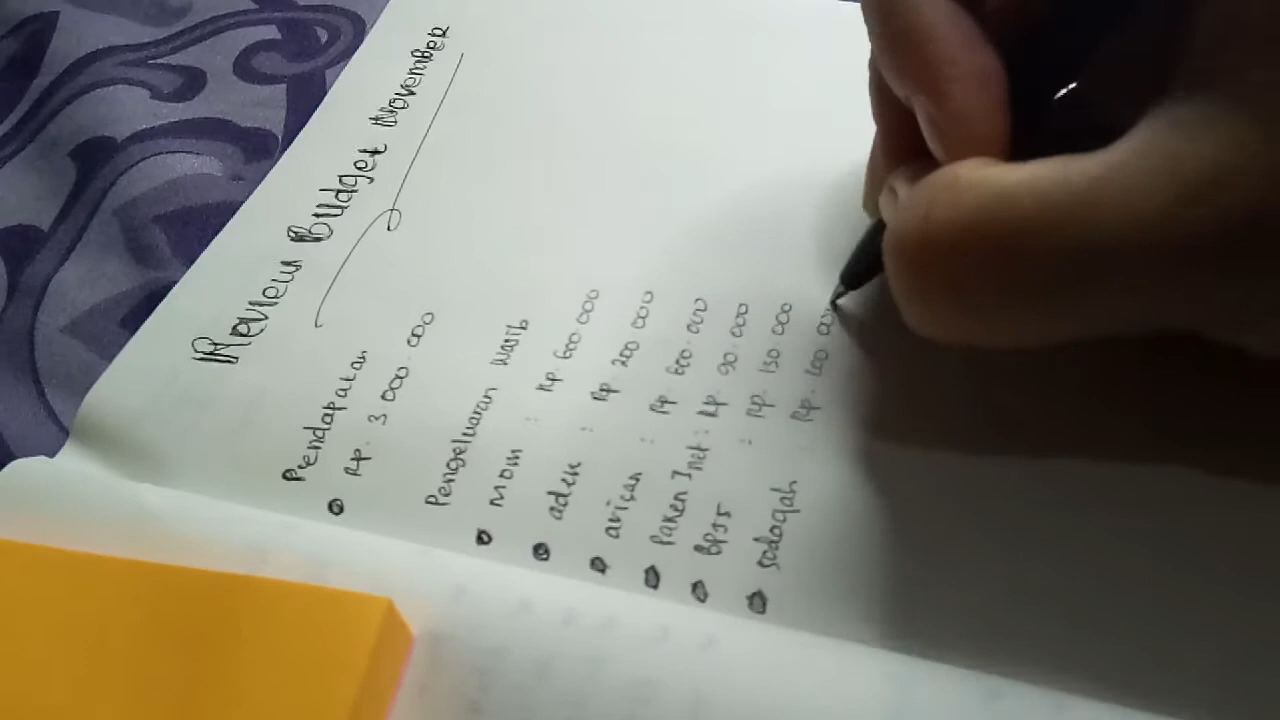 Review Budget November
Pendapatan
Rp. 3 000.000
Pengeluaran Wajib
mom : Rp. 600.000
adek : Rp 200 000
arisan : Rp. 600.000
Paket Inet : Rp. 90.000
BPJS : Rp. 150 000
Sodaqah Rp. 100 000